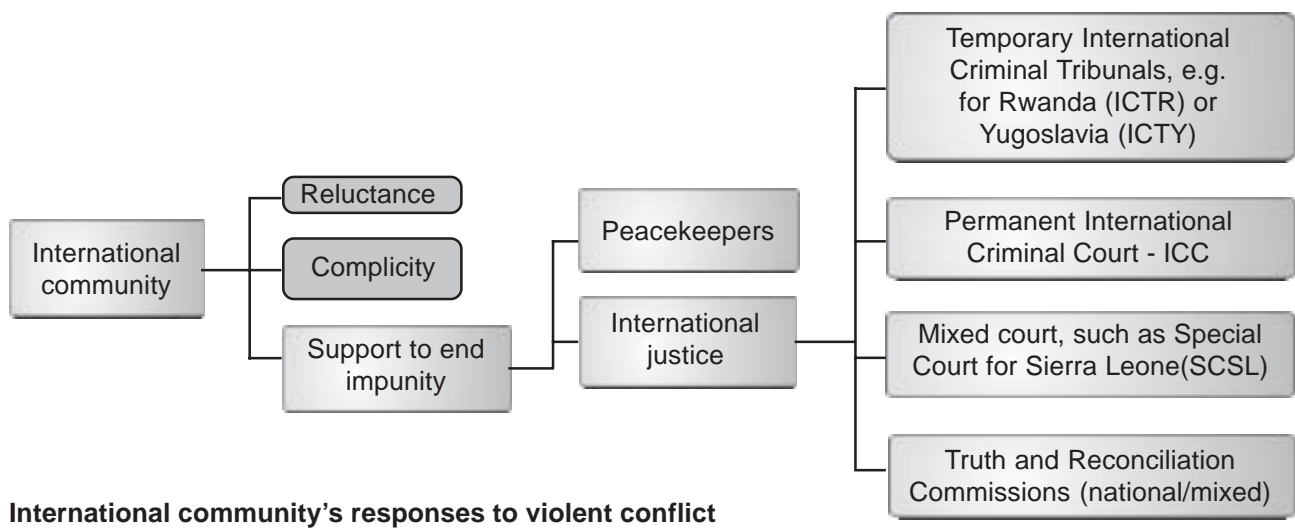 International
community
Reluctance
Complicity
Support to end
impunity
Peacekeepers
International
justice
Temporary International
Criminal Tribunals, e.g.
for Rwanda (ICTR) or
Yugoslavia (ICTY)
Permanent International
Criminal Court - ICC
Mixed court, such as Special
Court for Sierra Leone(SCSL)
Truth and Reconciliation
Commissions (national/mixed)
International community’s responses to violent conflict